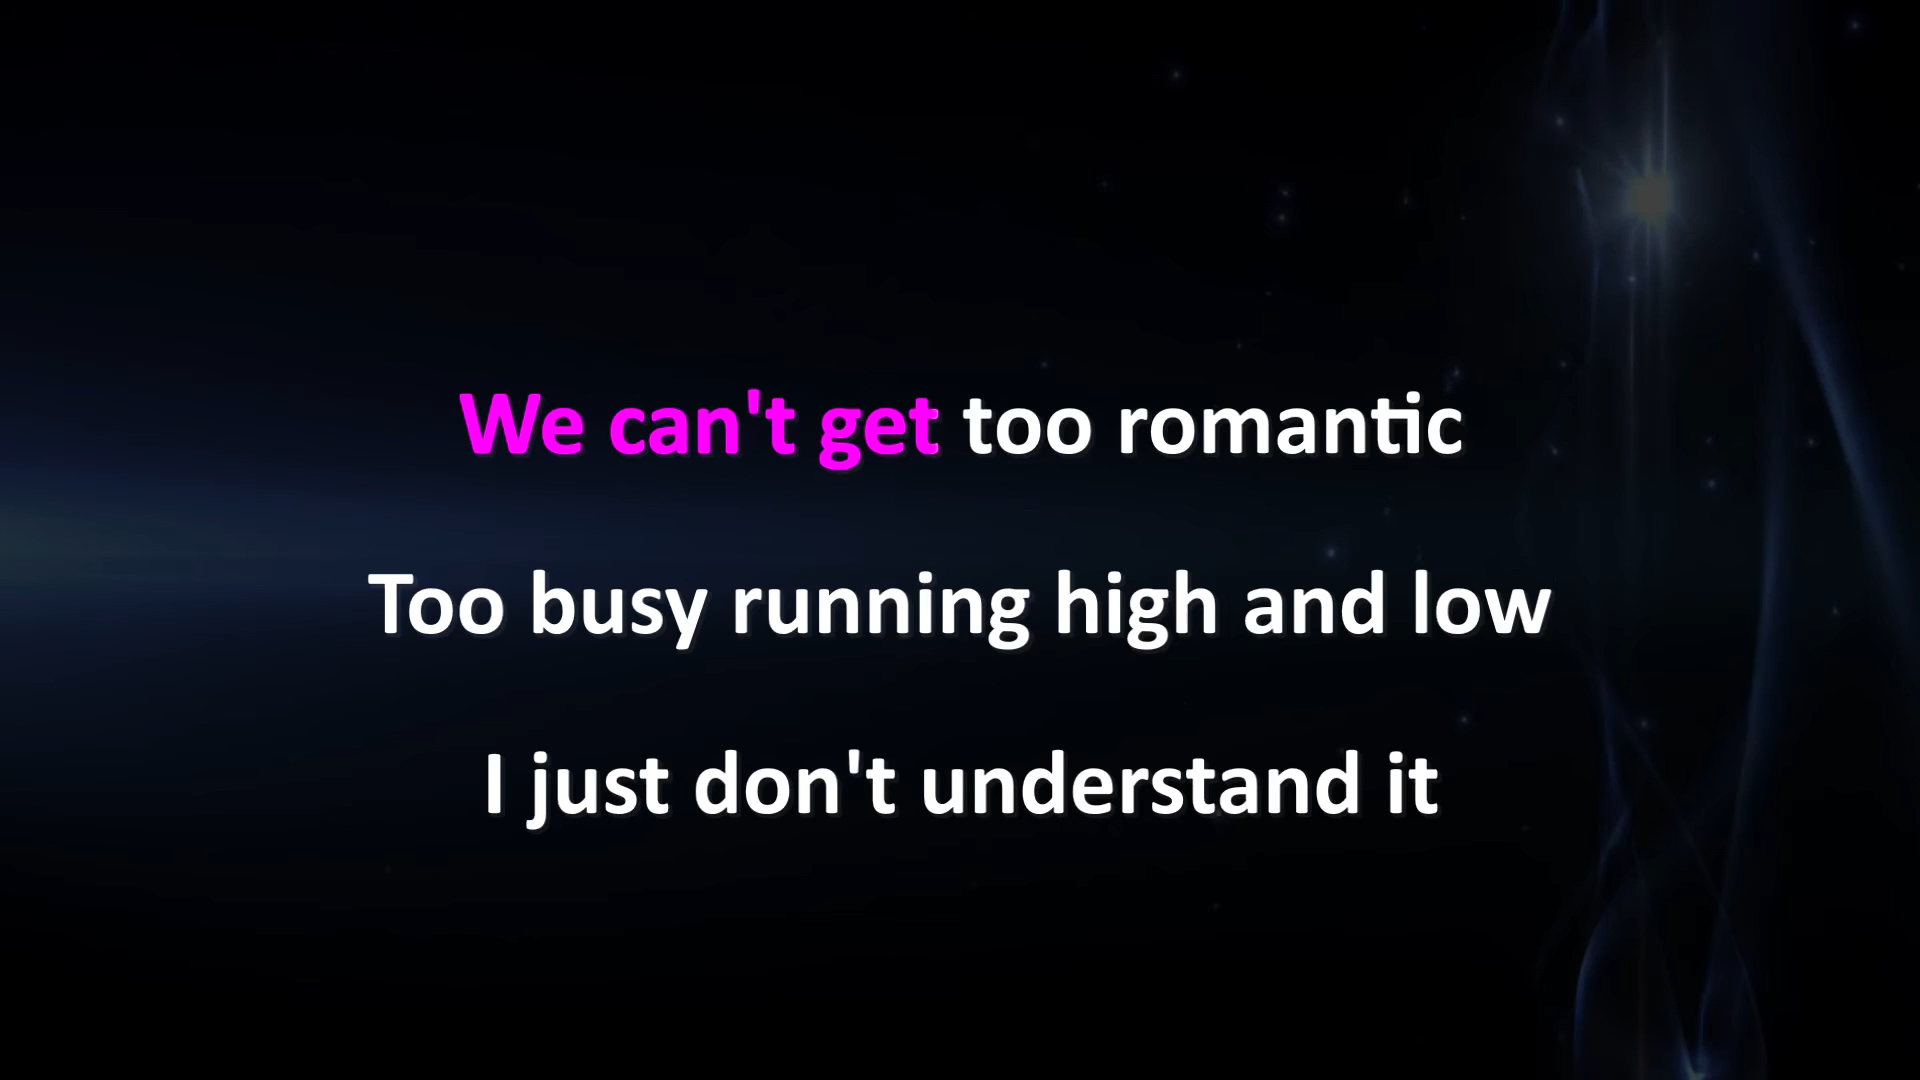 We can't get too romantic
Too busy running high and low
I just don't understand it